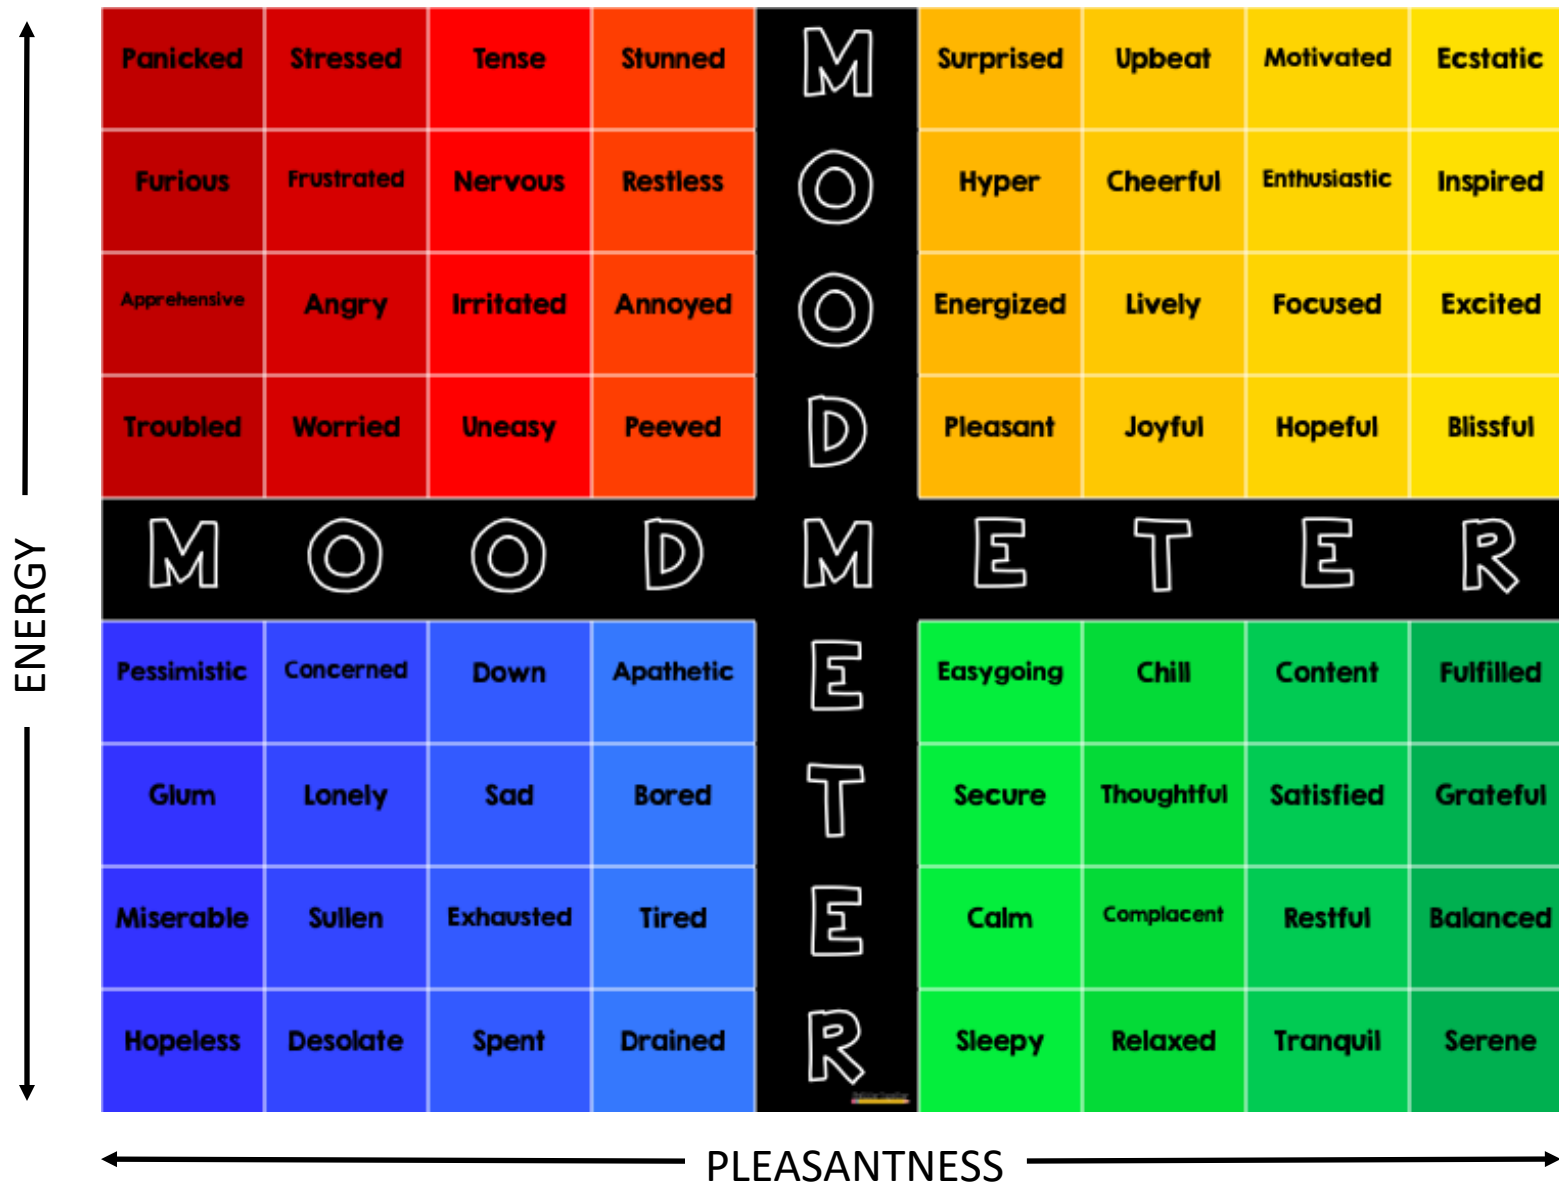 Panicked Stressed Tense Stunned M Surprised Upbeat Motivated Ecstatic
Furious Frustrated Nervous Restless O Hyper Cheerful Enthusiastic Inspired
Apprehensive Angry Irritated Annoyed O Energized Lively Focused Excited
Troubled Worried Uneasy Peeved D Pleasant Joyful Hopeful Blissful
M O O D M E T E R
Pessimistic Concerned Down Apathetic E Easygoing Chill Content Fulfilled
Glum Lonely Sad Bored T Secure Thoughtful Satisfied Grateful
Miserable Sullen Exhausted Tired E Calm Complacent Restful Balanced
Hopeless Desolate Spent Drained R Sleepy Relaxed Tranquil Serene
ENERGY
PLEASANTNESS